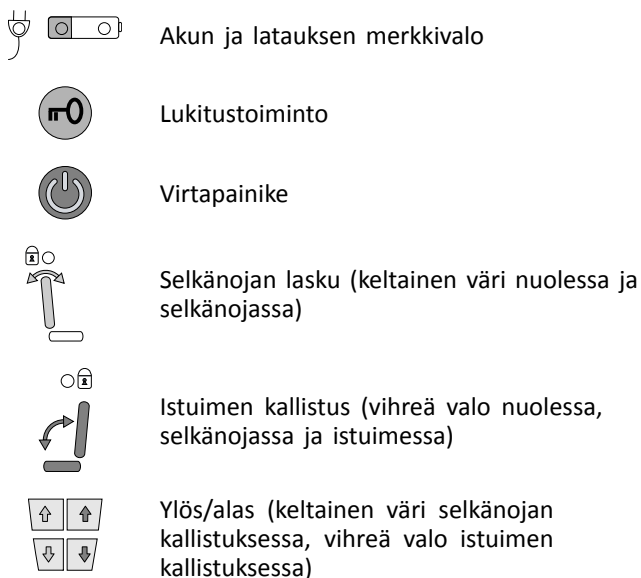 Akun ja latauksen merkkivalo
Lukitustoiminto
Virtapainike
Selkänojan lasku (keltainen väri nuolessa ja
selkänojassa)
Istuimen kallistus (vihreä valo nuolessa,
selkänojassa ja istuimessa)
Ylös/alas (keltainen väri selkänojan
kallistuksessa, vihreä valo istuimen
kallistuksessa)